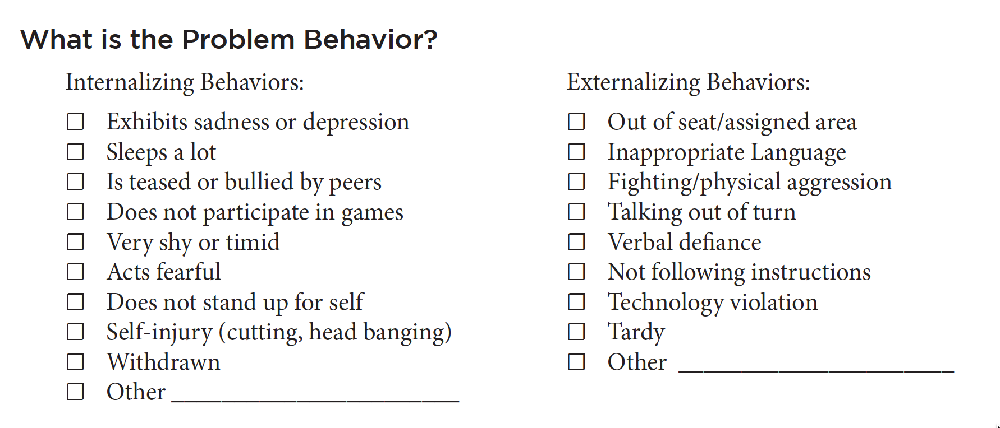 What is the Problem Behavior?
Internalizing Behaviors:
❒ Exhibits sadness or depression
❒ Sleeps a lot
❒ Is teased or bullied by peers
❒ Does not participate in games
❒ Very shy or timid
❒ Acts fearful
❒ Does not stand up for self
❒ Self-injury (cutting, head banging)
❒ Withdrawn
❒ Other _______________________
Externalizing Behaviors:
❒ Out of seat/assigned area
❒ Inappropriate Language
❒ Fighting/physical aggression
❒ Talking out of turn
❒ Verbal defiance
❒ Not following instructions
❒ Technology violation
❒ Tardy
❒ Other ______________________